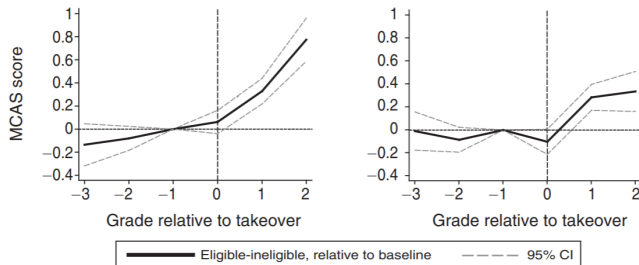 1
0.8
0.6
0.4
0.2
0
−0.2
−0.4
MCAS score
−3 −2 −1 0 1 2
Grade relative to takeover
1
0.8
0.6
0.4
0.2
0
−0.2
−0.4
−3 −2 −1 0 1 2
Grade relative to takeover
Eligible-ineligible, relative to baseline 95% CI